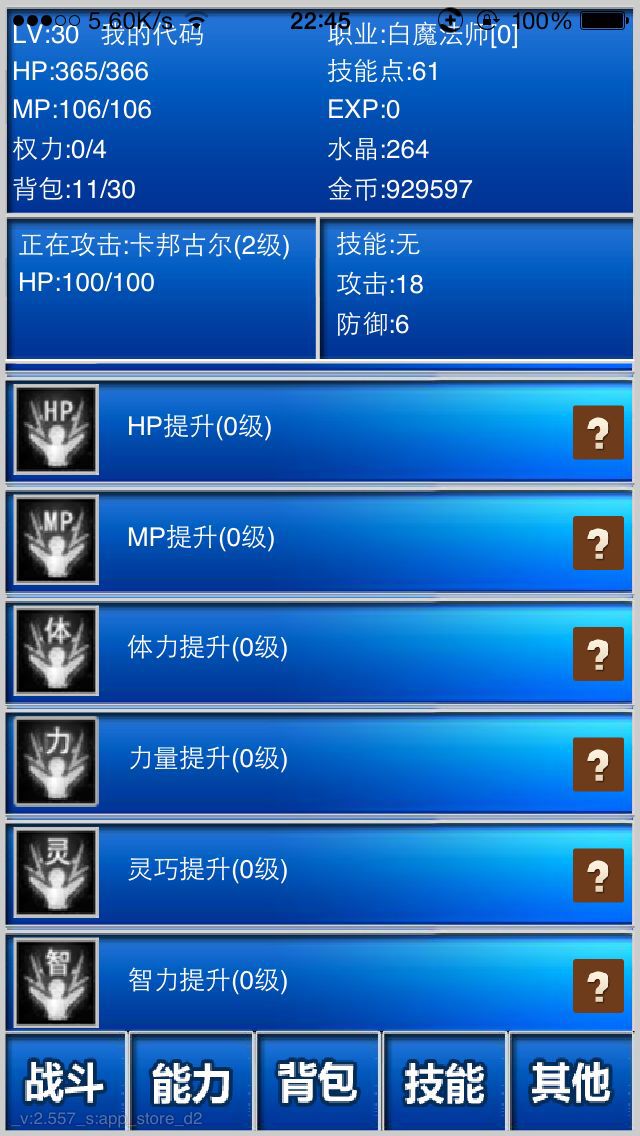 5.60K/s 22:45 100%
LV:30 我的代码 职业:白魔法师[0]
HP:365/366 技能点:61
MP:106/106 EXP:0
权力:0/4 水晶:264
背包:11/30 金币:929597
正在攻击:卡邦古尔(2级)
HP:100/100
技能:无
攻击:18
防御:6
HP HP提升(0级) ?
MP MP提升(0级) ?
体 体力提升(0级) ?
力 力量提升(0级) ?
灵 灵巧提升(0级) ?
智 智力提升(0级) ?
战斗 能力 背包 技能 其他
_v:2.557_s:app_store_d2